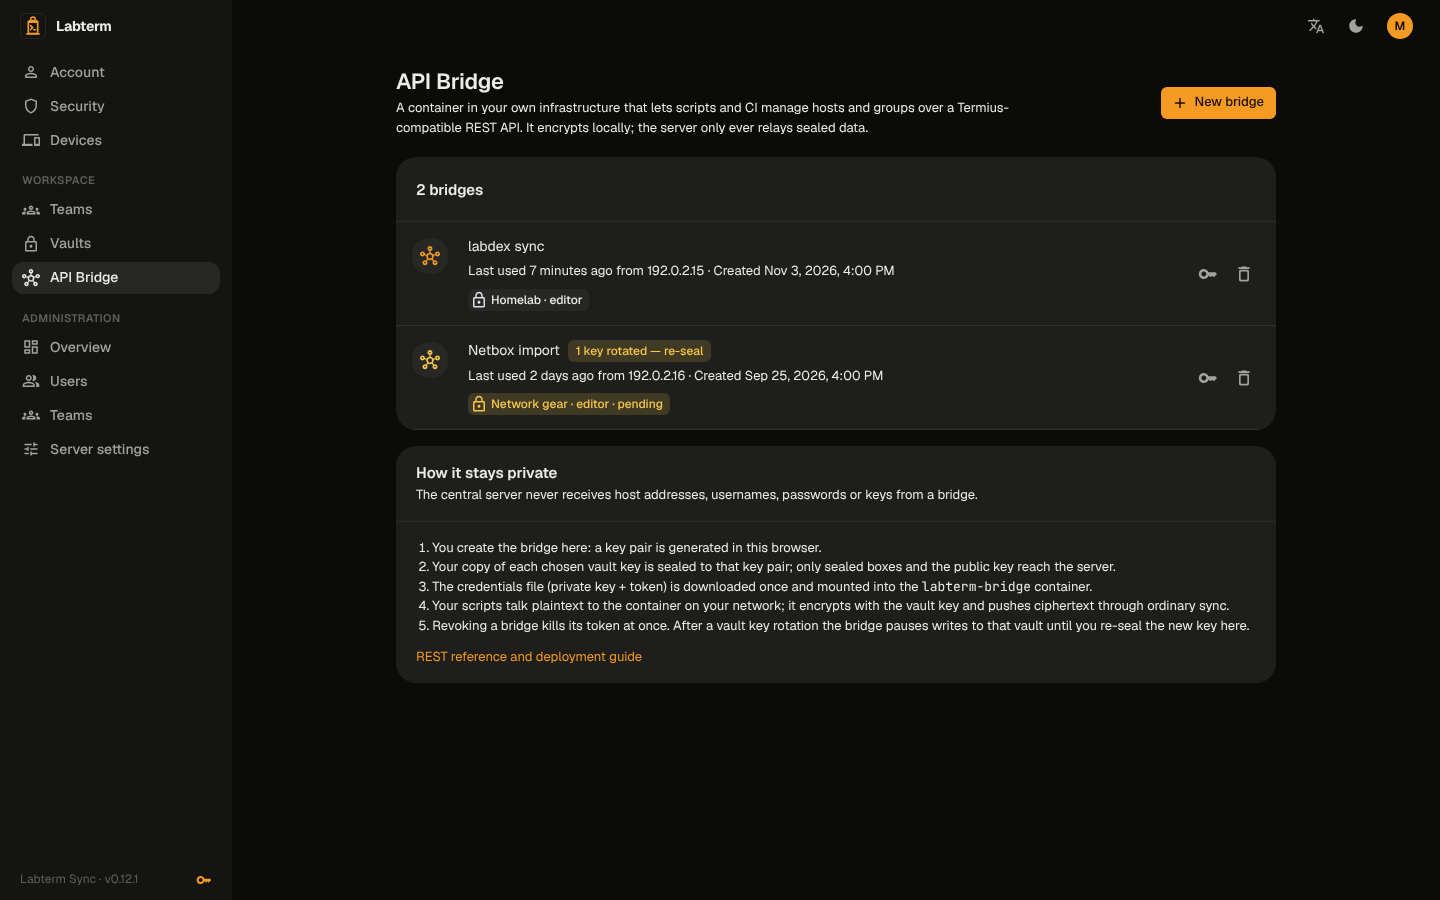 Labterm
M
Account
Security
Devices
WORKSPACE
Teams
Vaults
API Bridge
ADMINISTRATION
Overview
Users
Teams
Server settings
Labterm Sync · v0.12.1
API Bridge
A container in your own infrastructure that lets scripts and CI manage hosts and groups over a Termius-
compatible REST API. It encrypts locally; the server only ever relays sealed data.
New bridge
2 bridges
labdex sync
Last used 7 minutes ago from 192.0.2.15 · Created Nov 3, 2026, 4:00 PM
Homelab · editor
Netbox import 1 key rotated — re-seal
Last used 2 days ago from 192.0.2.16 · Created Sep 25, 2026, 4:00 PM
Network gear · editor · pending
How it stays private
The central server never receives host addresses, usernames, passwords or keys from a bridge.
1. You create the bridge here: a key pair is generated in this browser.
2. Your copy of each chosen vault key is sealed to that key pair; only sealed boxes and the public key reach the server.
3. The credentials file (private key + token) is downloaded once and mounted into the labterm-bridge container.
4. Your scripts talk plaintext to the container on your network; it encrypts with the vault key and pushes ciphertext through ordinary sync.
5. Revoking a bridge kills its token at once. After a vault key rotation the bridge pauses writes to that vault until you re-seal the new key here.
REST reference and deployment guide